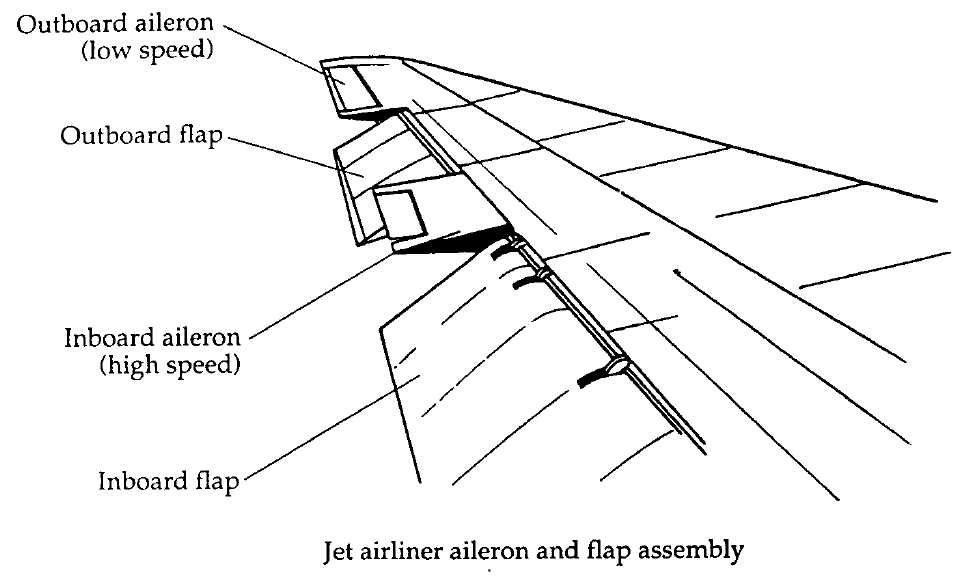 Outboard aileron
(low speed)
Outboard flap
Inboard aileron
(high speed)
Inboard flap
Jet airliner aileron and flap assembly